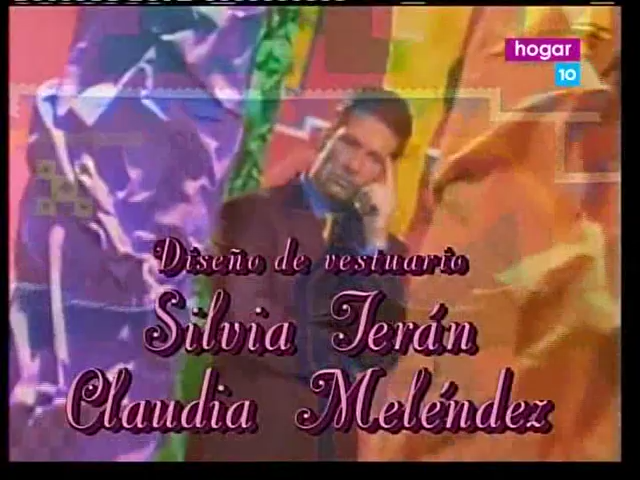 hogar
10
Diseño de vestuario
Silvia Terán
Claudia Meléndez